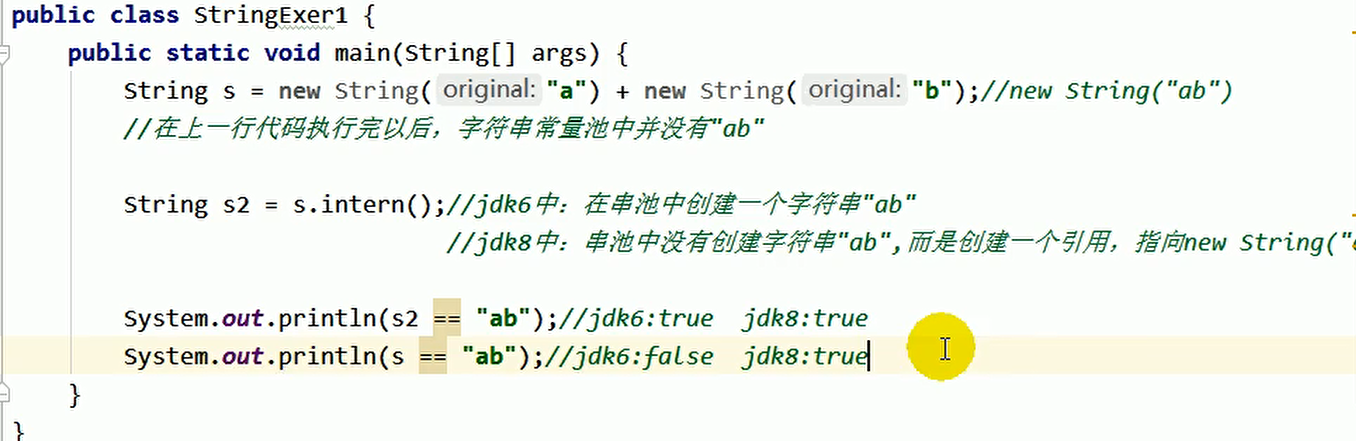 public class StringExer1 {
public static void main(String[] args) {
String s = new String( original: "a") + new String( original: "b");//new String("ab")
//在上一行代码执行完以后，字符串常量池中并没有"ab"
String s2 = s.intern();//jdk6中：在串池中创建一个字符串"ab"
//jdk8中：串池中没有创建字符串"ab",而是创建一个引用，指向new String("
System.out.println(s2 == "ab");//jdk6:true  jdk8:true
System.out.println(s == "ab");//jdk6:false  jdk8:true
}
}